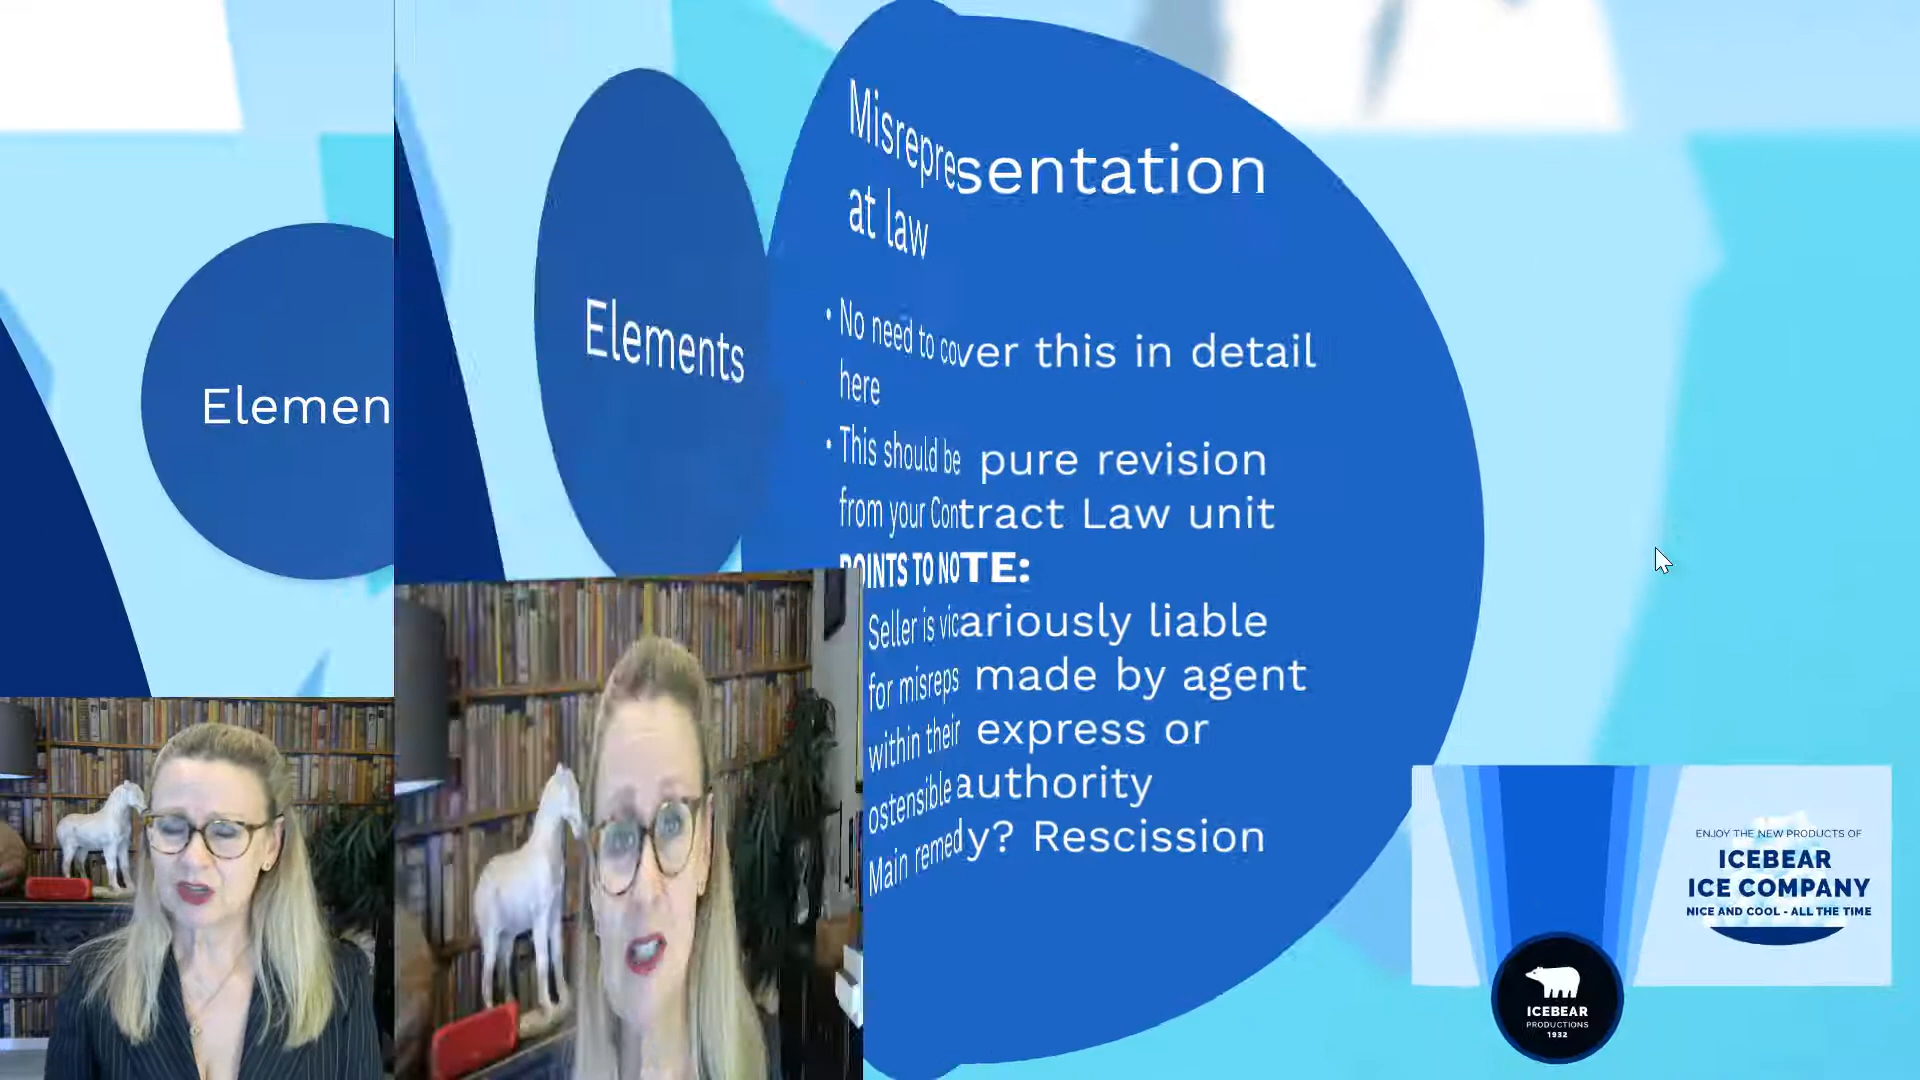 Elemen
Elements
Misrepresentation
at law
• No need to cover this in detail
here
• This should be pure revision
from your Contract Law unit
POINTS TO NOTE:
Seller is vicariously liable
for misreps made by agent
within their express or
ostensible authority
Main remedy? Rescission
ENJOY THE NEW PRODUCTS OF
ICEBEAR
ICE COMPANY
NICE AND COOL - ALL THE TIME
ICEBEAR
PRODUCTIONS
1932